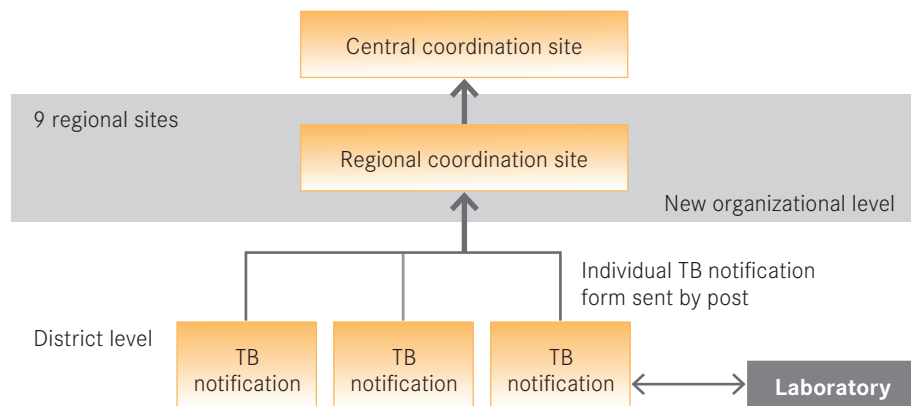 Central coordination site
9 regional sites
Regional coordination site
New organizational level
Individual TB notification
form sent by post
District level
TB
notification
TB
notification
TB
notification
Laboratory